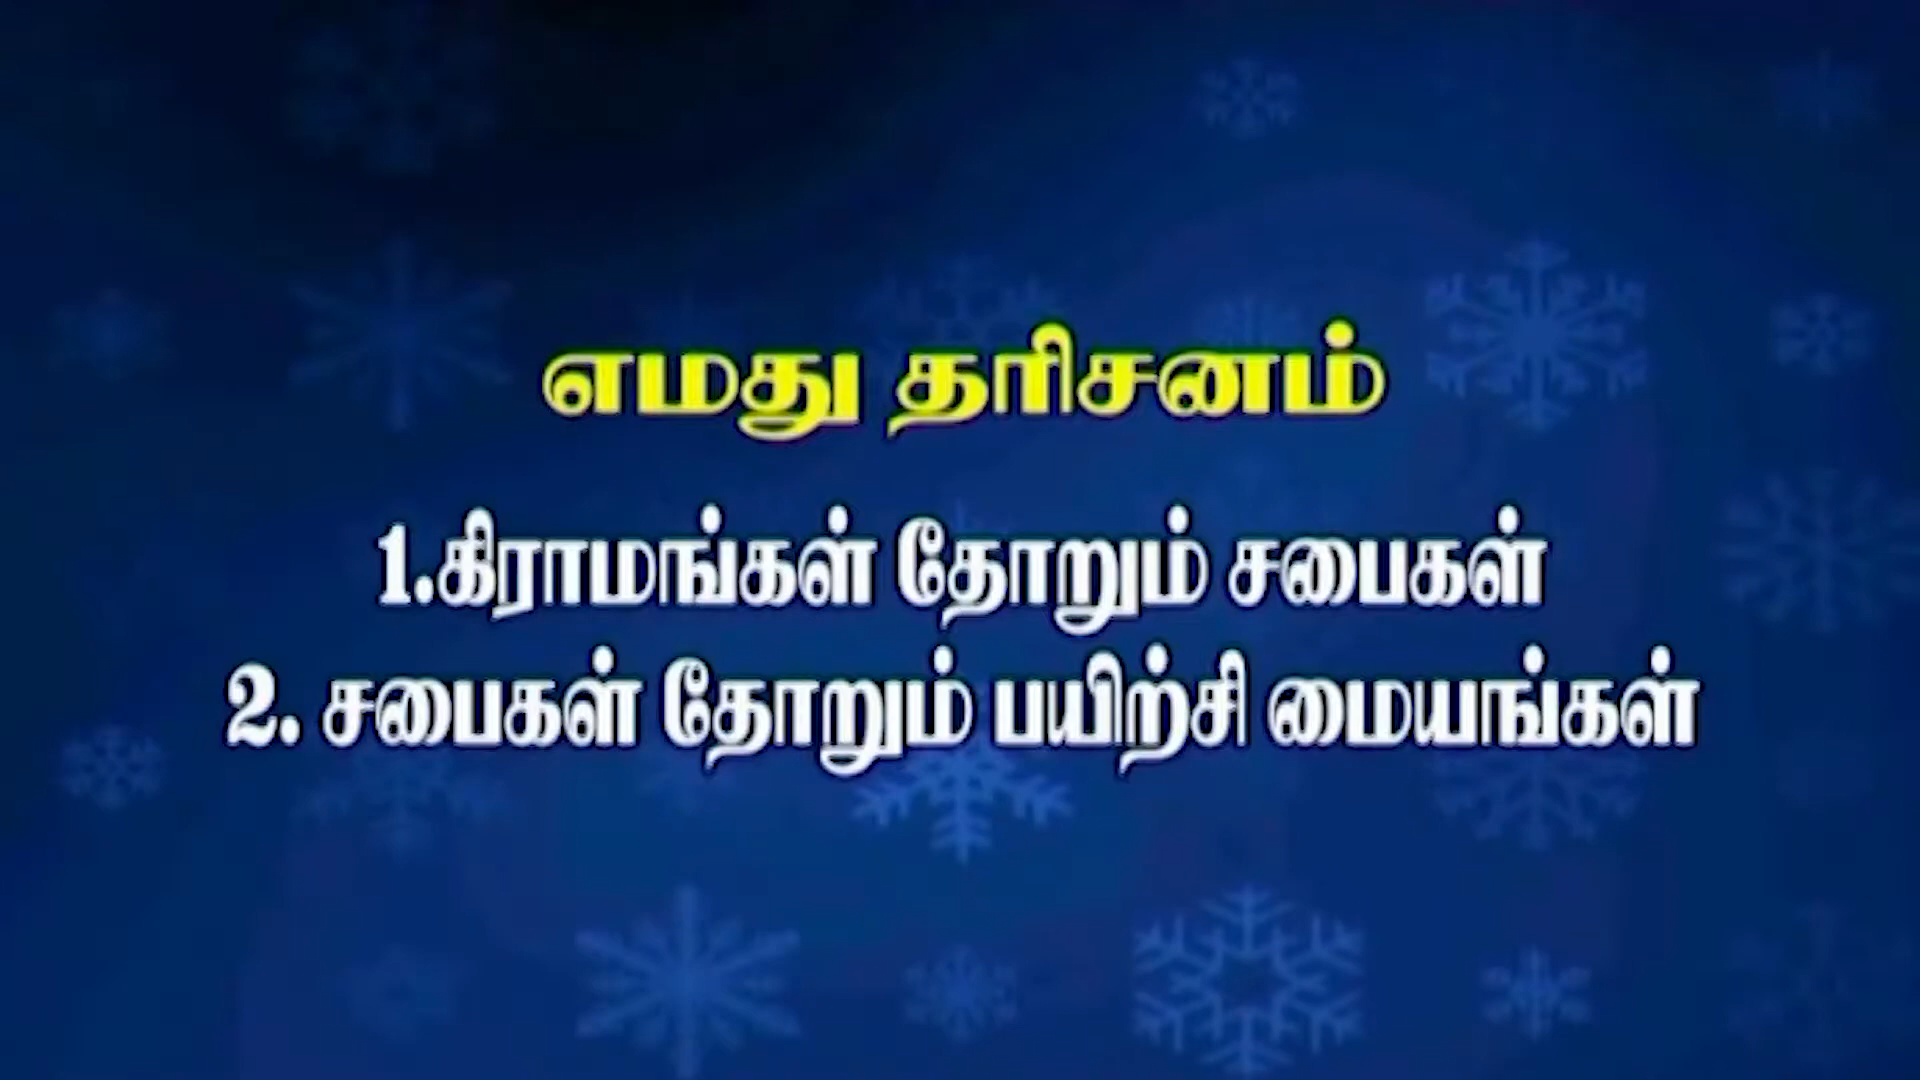 எமது தரிசனம்
1.கிராமங்கள் தோறும் சபைகள்
2. சபைகள் தோறும் பயிற்சி மையங்கள்